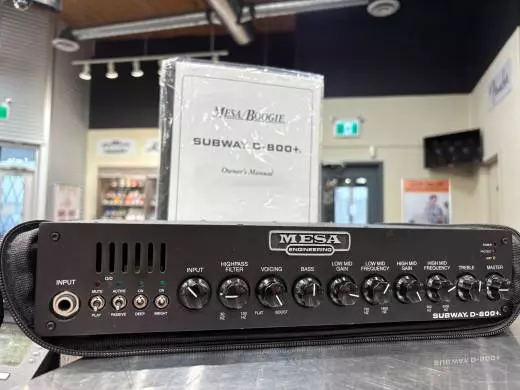 MESA/BOOGIE
SUBWAY D-800+
Owner's Manual
MESA
ENGINEERING
INPUT
MUTE
ACTIVE
ON
ON
PLAY
PASSIVE
DEEP
BRIGHT
INPUT
HIGHPASS
FILTER
VOICING
FLAT
BOOST
BASS
LOW MID
GAIN
LOW MID
FREQUENCY
HIGH MID
GAIN
HIGH MID
FREQUENCY
TREBLE
MASTER
SUBWAY D-800+